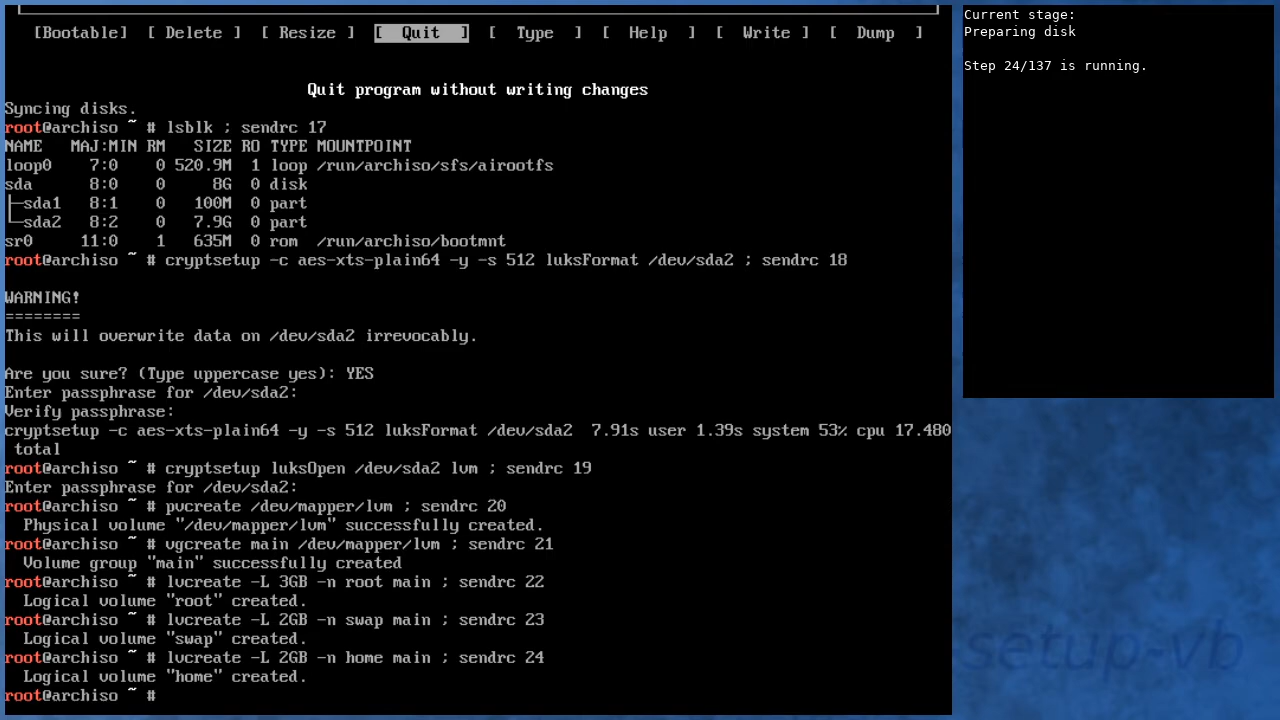 [Bootable] [ Delete ] [ Resize ] [ Quit ] [ Type ] [ Help ] [ Write ] [ Dump ]
Quit program without writing changes
Syncing disks.
root@archiso ~ # lsblk ; sendrc 17
NAME   MAJ:MIN RM   SIZE RO TYPE MOUNTPOINT
loop0    7:0    0 520.9M  1 loop /run/archiso/sfs/airootfs
sda      8:0    0     8G  0 disk
├─sda1   8:1    0   100M  0 part
└─sda2   8:2    0   7.9G  0 part
sr0     11:0    1   635M  0 rom  /run/archiso/bootmnt
root@archiso ~ # cryptsetup -c aes-xts-plain64 -y -s 512 luksFormat /dev/sda2 ; sendrc 18
WARNING!
========
This will overwrite data on /dev/sda2 irrevocably.
Are you sure? (Type uppercase yes): YES
Enter passphrase for /dev/sda2:
Verify passphrase:
cryptsetup -c aes-xts-plain64 -y -s 512 luksFormat /dev/sda2  7.91s user 1.39s system 53% cpu 17.480
 total
root@archiso ~ # cryptsetup luksOpen /dev/sda2 lvm ; sendrc 19
Enter passphrase for /dev/sda2:
root@archiso ~ # pvcreate /dev/mapper/lvm ; sendrc 20
  Physical volume "/dev/mapper/lvm" successfully created.
root@archiso ~ # vgcreate main /dev/mapper/lvm ; sendrc 21
  Volume group "main" successfully created
root@archiso ~ # lvcreate -L 3GB -n root main ; sendrc 22
  Logical volume "root" created.
root@archiso ~ # lvcreate -L 2GB -n swap main ; sendrc 23
  Logical volume "swap" created.
root@archiso ~ # lvcreate -L 2GB -n home main ; sendrc 24
  Logical volume "home" created.
root@archiso ~ #
Current stage:
Preparing disk
Step 24/137 is running.
setup-vb